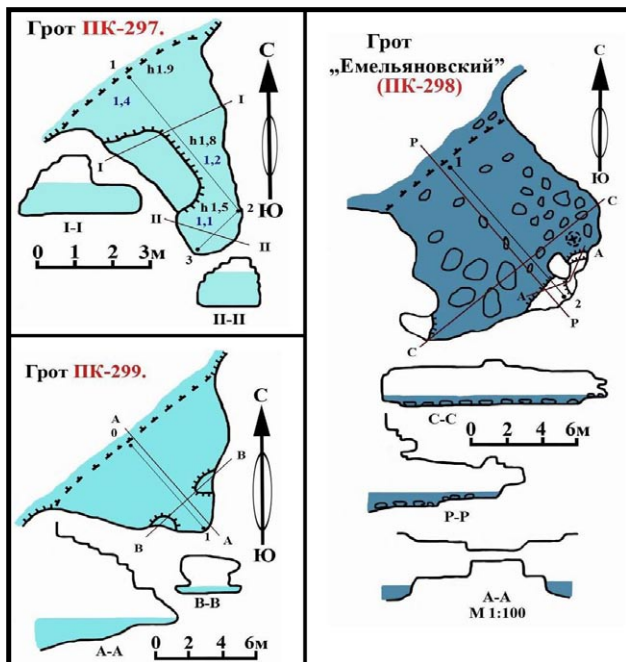 Грот ПК-297.
С
1
h1.9
1,4
I
h1,8
1,2
I
h1,5
1,1
2
II
II
3
Ю
I-I
0 1 2 3м
II-II
Грот ПК-299.
С
A
0
B
B
1
A
Ю
B-B
A-A
0 2 4 6м
Грот
„Емельяновский”
(ПК-298)
С
Ю
P
1
C
A
A
2
P
C
C-C
0 2 4 6м
P-P
A-A
М 1:100